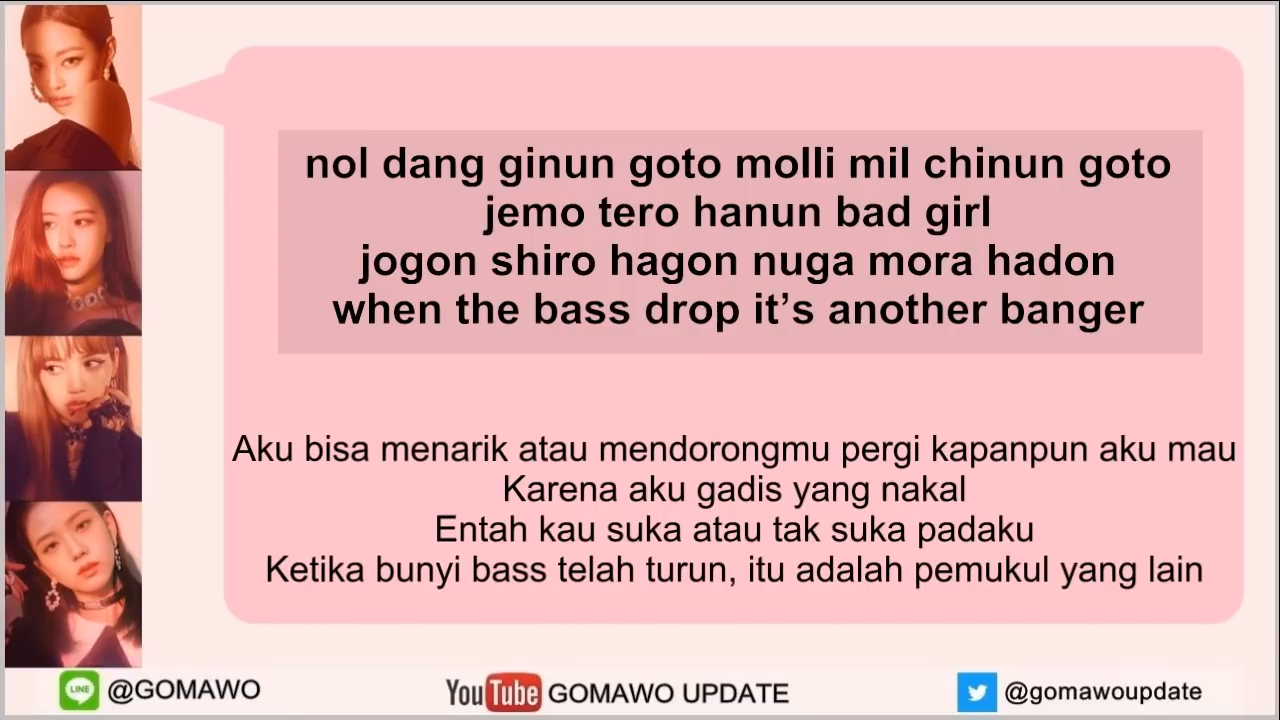 nol dang ginun goto molli mil chinun goto
jemo tero hanun bad girl
jogon shiro hagon nuga mora hadon
when the bass drop it’s another banger
Aku bisa menarik atau mendorongmu pergi kapanpun aku mau
Karena aku gadis yang nakal
Entah kau suka atau tak suka padaku
Ketika bunyi bass telah turun, itu adalah pemukul yang lain
LINE @GOMAWO
YouTube GOMAWO UPDATE
@gomawoupdate